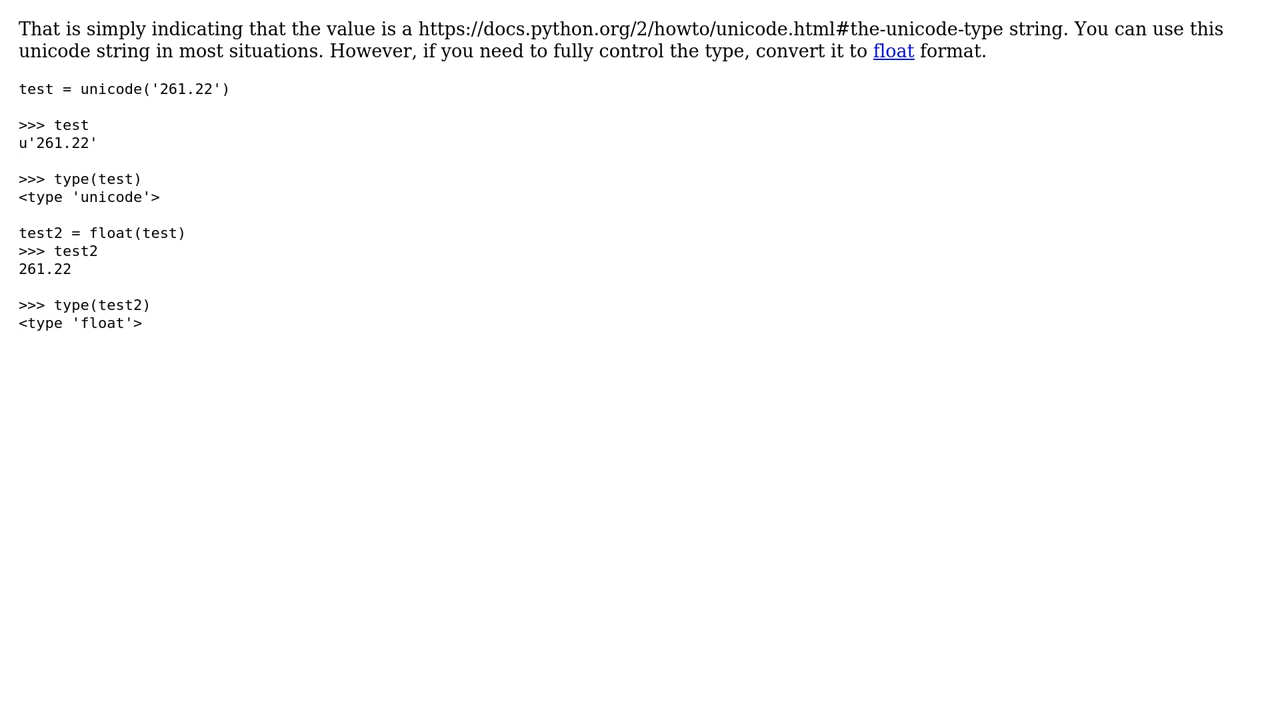 That is simply indicating that the value is a https://docs.python.org/2/howto/unicode.html#the-unicode-type string. You can use this
unicode string in most situations. However, if you need to fully control the type, convert it to float format.
test = unicode('261.22')
>>> test
u'261.22'
>>> type(test)
<type 'unicode'>
test2 = float(test)
>>> test2
261.22
>>> type(test2)
<type 'float'>